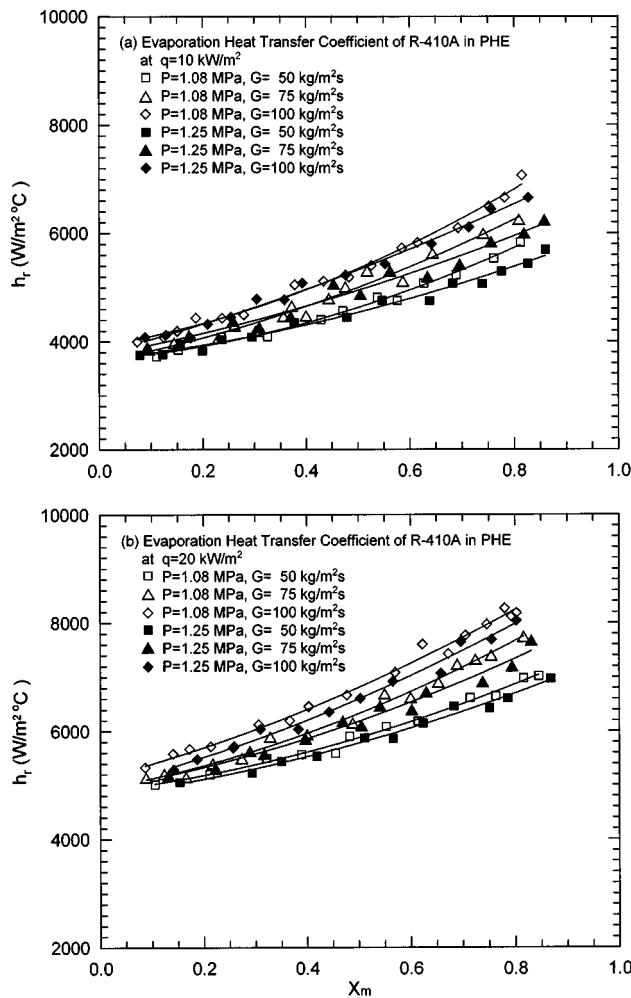 10000
8000
6000
4000
2000
h_r (W/m² °C)
(a) Evaporation Heat Transfer Coefficient of R-410A in PHE
at q=10 kW/m²
P=1.08 MPa, G= 50 kg/m²s
P=1.08 MPa, G= 75 kg/m²s
P=1.08 MPa, G=100 kg/m²s
P=1.25 MPa, G= 50 kg/m²s
P=1.25 MPa, G= 75 kg/m²s
P=1.25 MPa, G=100 kg/m²s
0.0 0.2 0.4 0.6 0.8 1.0
10000
8000
6000
4000
2000
h_r (W/m² °C)
(b) Evaporation Heat Transfer Coefficient of R-410A in PHE
at q=20 kW/m²
P=1.08 MPa, G= 50 kg/m²s
P=1.08 MPa, G= 75 kg/m²s
P=1.08 MPa, G=100 kg/m²s
P=1.25 MPa, G= 50 kg/m²s
P=1.25 MPa, G= 75 kg/m²s
P=1.25 MPa, G=100 kg/m²s
0.0 0.2 0.4 0.6 0.8 1.0
X_m